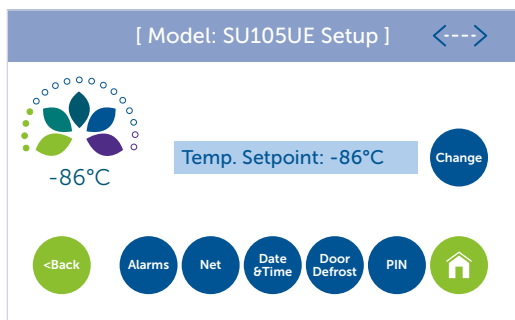 [ Model: SU105UE Setup ]
<---->
-86°C
Temp. Setpoint: -86°C
Change
<Back
Alarms
Net
Date
&Time
Door
Defrost
PIN